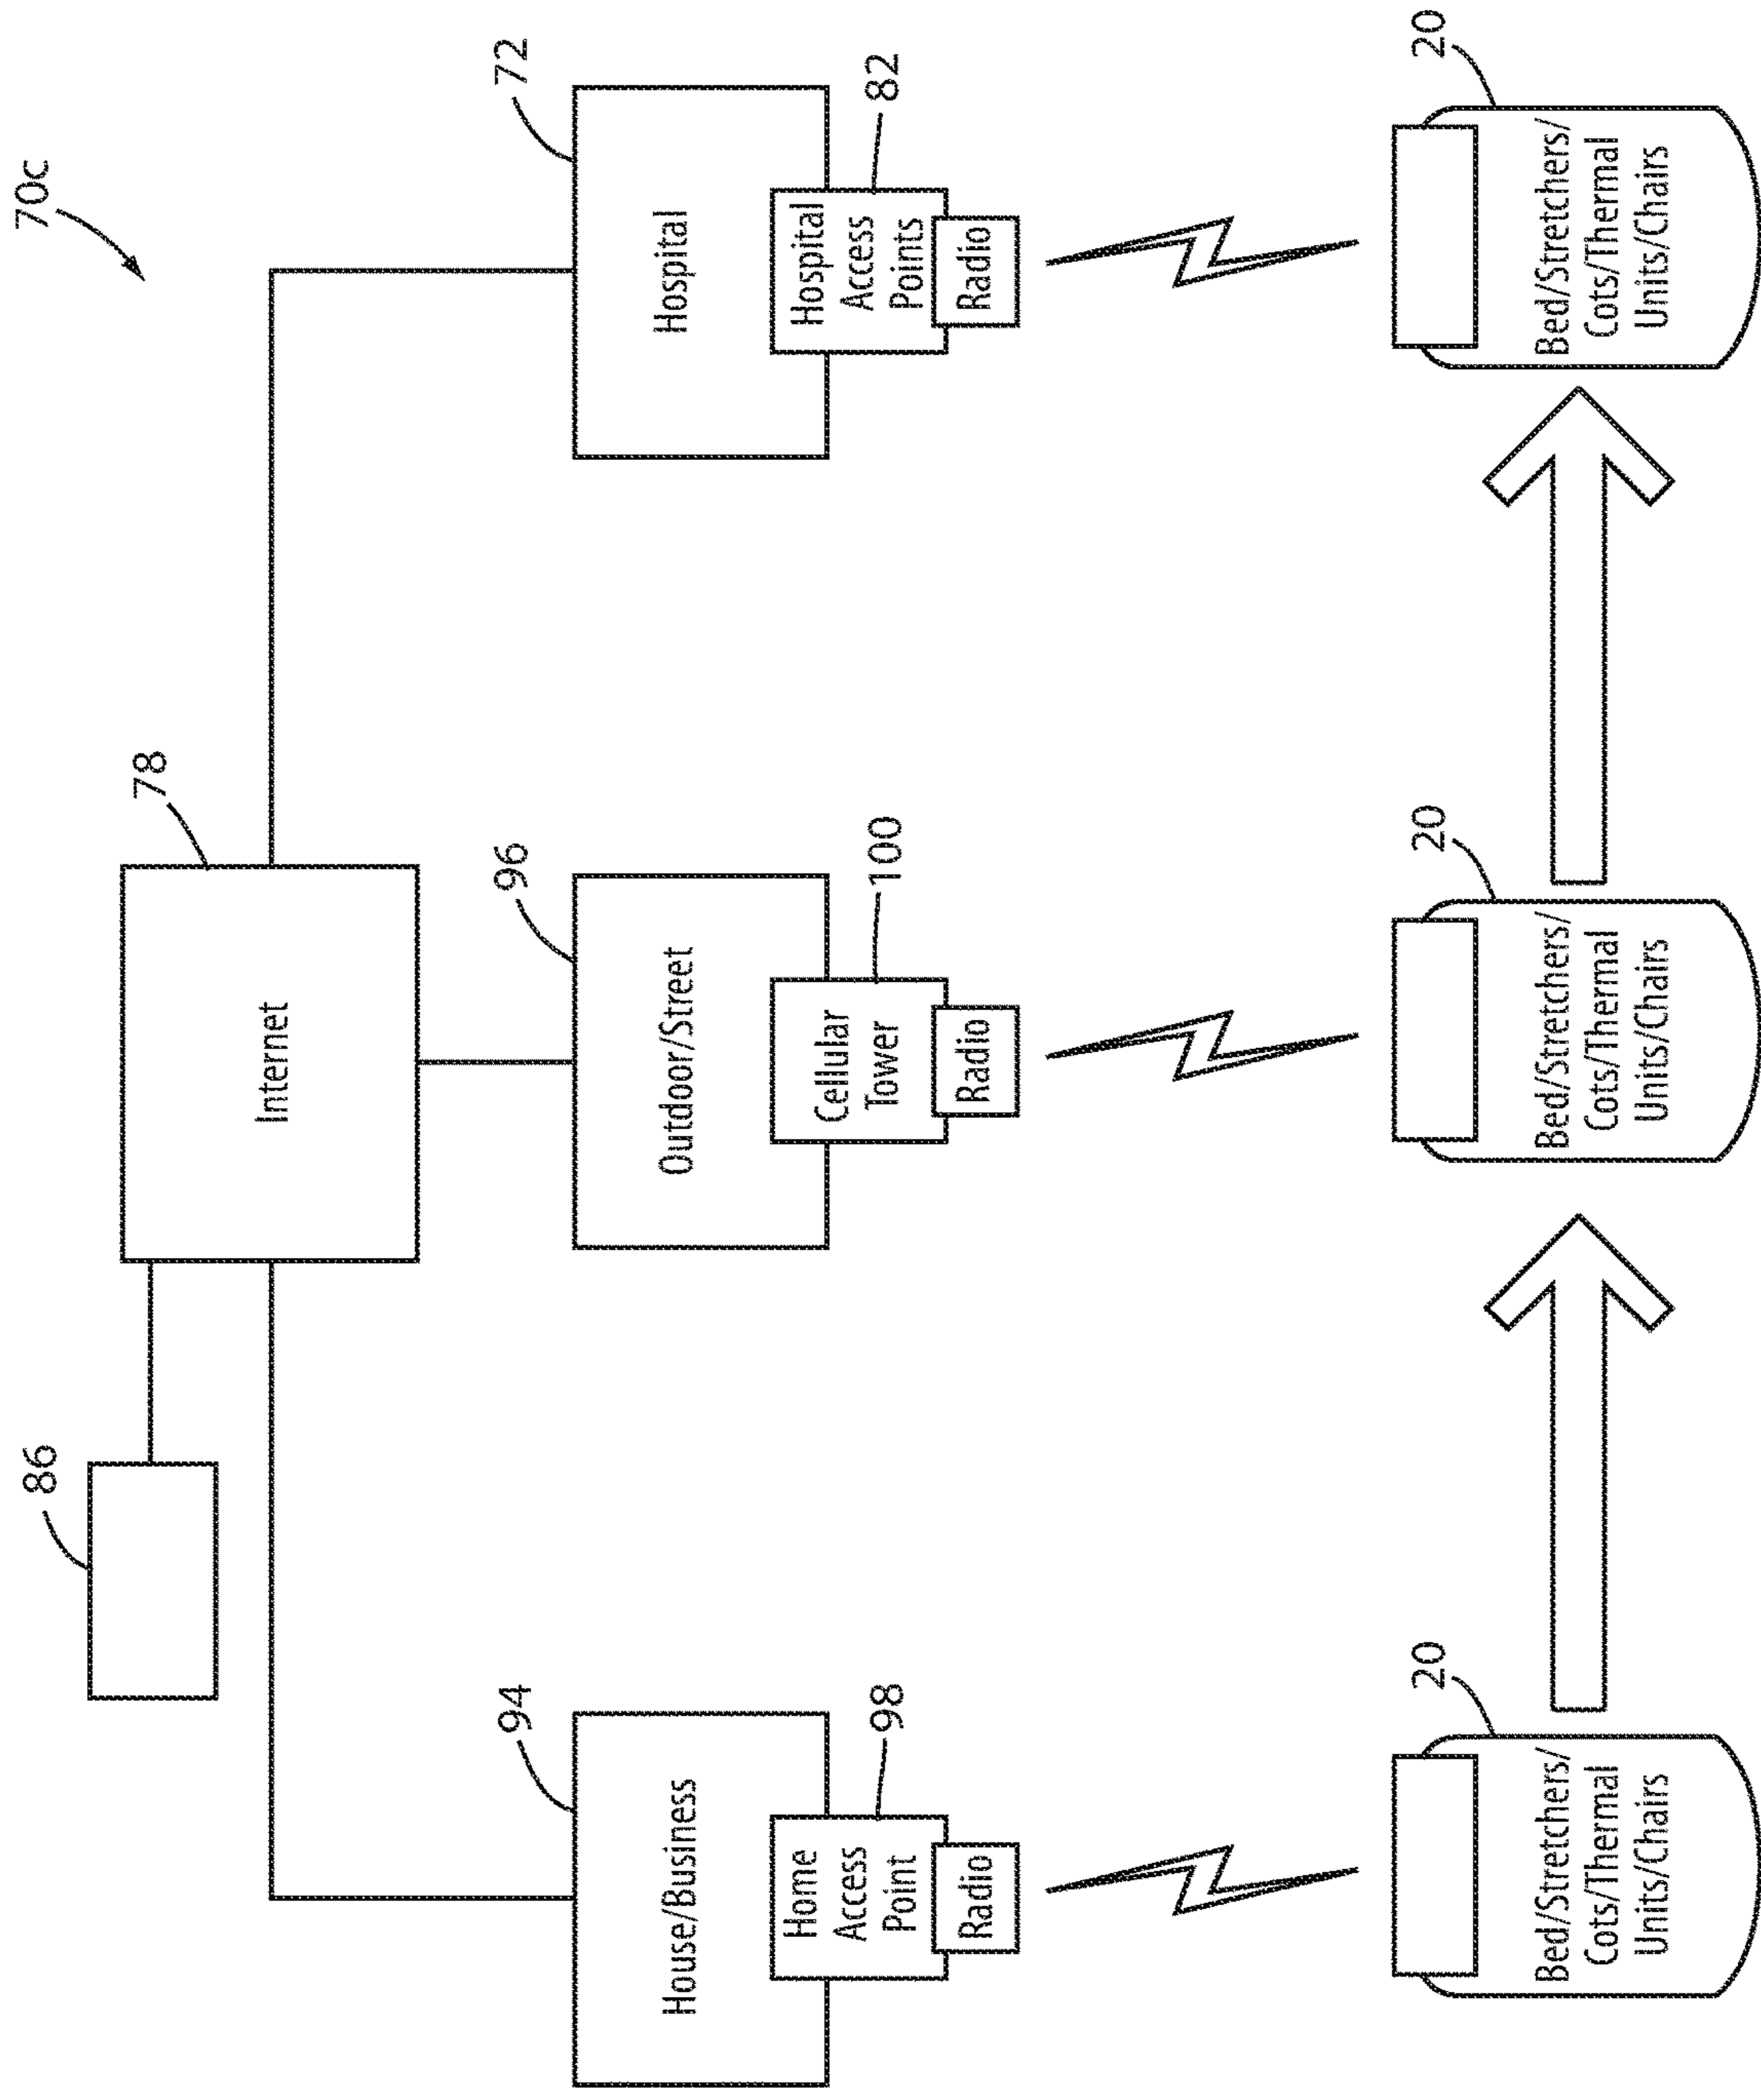 70c
86
78
Internet
94
96
72
House/Business
Outdoor/Street
Hospital
Home
Access
Point
98
Cellular
Tower
100
Hospital
Access
Points
82
Radio
Radio
Radio
20
20
20
Bed/Stretchers/
Cots/Thermal
Units/Chairs
Bed/Stretchers/
Cots/Thermal
Units/Chairs
Bed/Stretchers/
Cots/Thermal
Units/Chairs